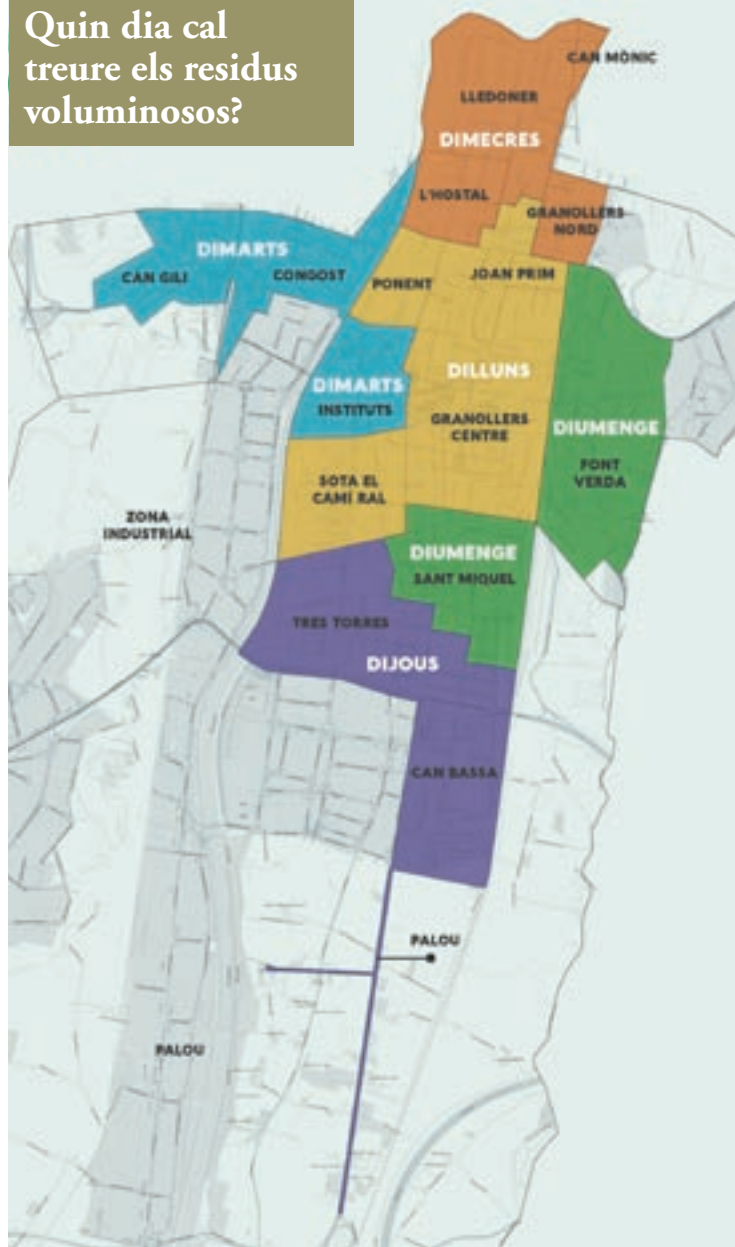 Quin dia cal
treure els residus
voluminosos?
CAN MÒNIC
LLEDONER
DIMECRES
L'HOSTAL
GRANOLLERS
NORD
DIMARTS
CAN GILI
CONGOST
PONENT
JOAN PRIM
DIMARTS
INSTITUTS
DILLUNS
GRANOLLERS
CENTRE
DIUMENGE
FONT
VERDA
SOTA EL
CAMÍ RAL
ZONA
INDUSTRIAL
DIUMENGE
SANT MIQUEL
TRES TORRES
DIJOUS
CAN BASSA
PALOU
PALOU